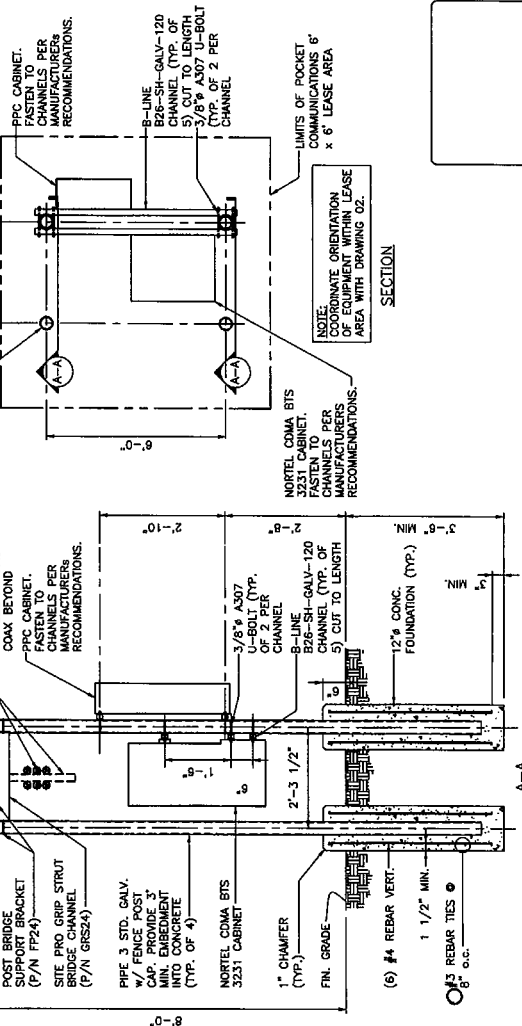 POST BRIDGE
SUPPORT BRACKET
(P/N FP24)
SITE PRO GRIP STRUT
BRIDGE CHANNEL
(P/N GRS24)
PIPE 3 STD. GALV.
w/ FENCE POST
CAP. PROVIDE 3'
MIN. EMBEDMENT
INTO CONCRETE
(TYP. OF 4)
NORTEL CDMA BTS
3231 CABINET
1" CHAMFER
(TYP.)
FIN. GRADE
(6) #4 REBAR VERT.
1 1/2" MIN.
#3 REBAR TIES @
8" o.c.
8'-0"
COAX BEYOND
PPC CABINET.
FASTEN TO
CHANNELS PER
MANUFACTURERs
RECOMMENDATIONS.
3/8"ø A307
U-BOLT (TYP.
OF 2 PER
CHANNEL
B-LINE
B26-SH-GALV-120
CHANNEL (TYP. OF
5) CUT TO LENGTH
12"ø CONC.
FOUNDATION (TYP.)
1'-6"
6"
2'-3 1/2"
6"
2'-10"
2'-8"
3'-6" MIN.
3" MIN.
A-A
PPC CABINET.
FASTEN TO
CHANNELS PER
MANUFACTURERs
RECOMMENDATIONS.
B-LINE
B26-SH-GALV-120
CHANNEL (TYP. OF
5) CUT TO LENGTH
3/8"ø A307 U-BOLT
(TYP. OF 2 PER
CHANNEL
LIMITS OF POCKET
COMMUNICATIONS 6'
x 6' LEASE AREA
A-A
A-A
6'-0"
NORTEL CDMA BTS
3231 CABINET.
FASTEN TO
CHANNELS PER
MANUFACTURERs
RECOMMENDATIONS.
NOTE:
COORDINATE ORIENTATION
OF EQUIPMENT WITHIN LEASE
AREA WITH DRAWING 02.
SECTION